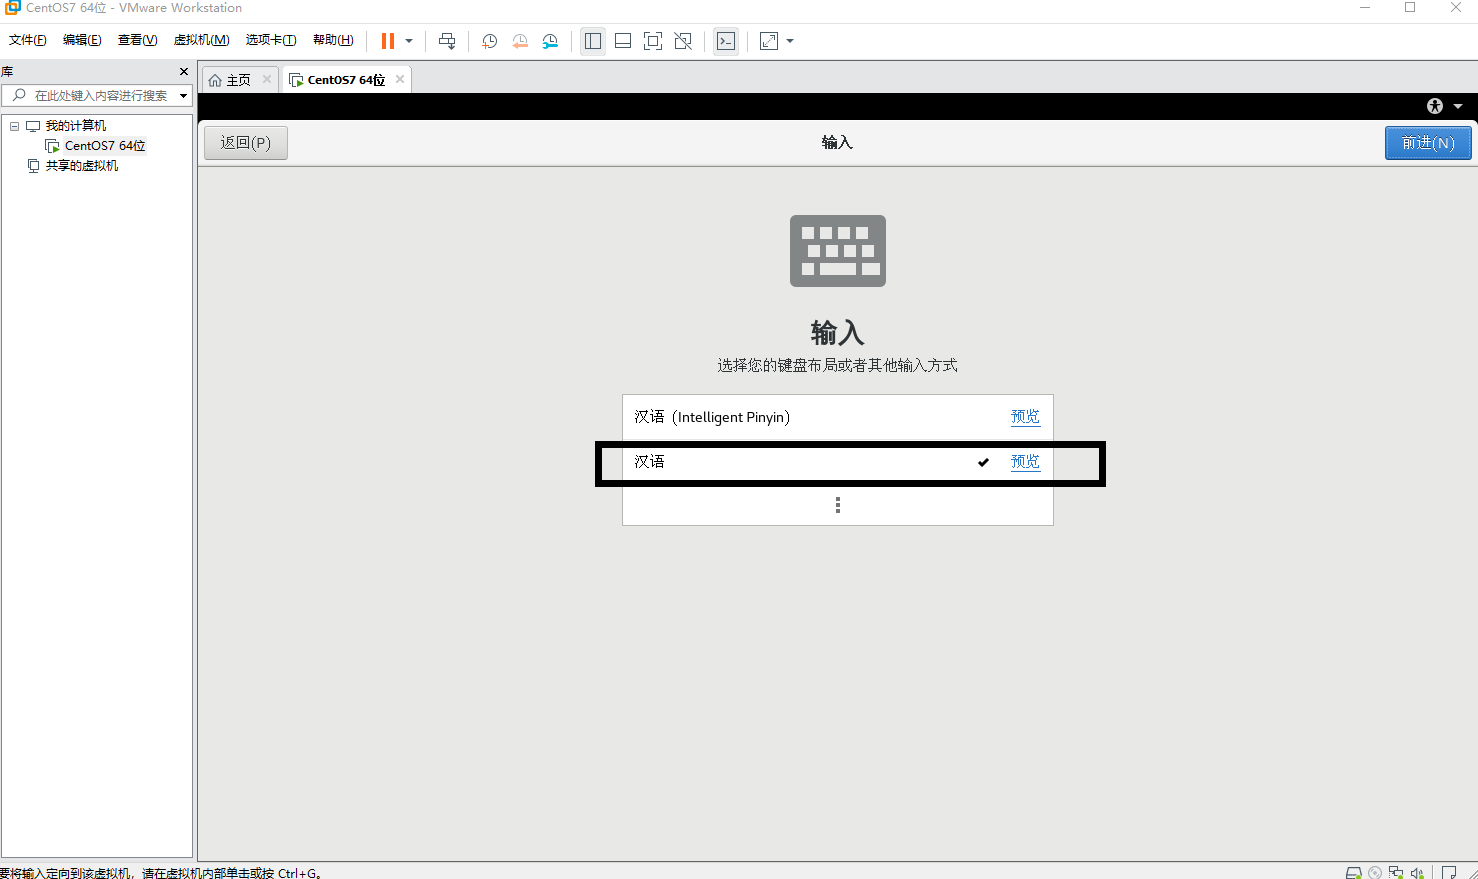 CentOS7 64位 - VMware Workstation
文件(F) 编辑(E) 查看(V) 虚拟机(M) 选项卡(T) 帮助(H)
库
主页
CentOS7 64位
在此处键入内容进行搜索
我的计算机
CentOS7 64位
共享的虚拟机
返回(P)
输入
前进(N)
输入
选择您的键盘布局或者其他输入方式
汉语 (Intelligent Pinyin) 预览
汉语 预览
要将输入定向到该虚拟机，请在虚拟机内部单击或按 Ctrl+G。